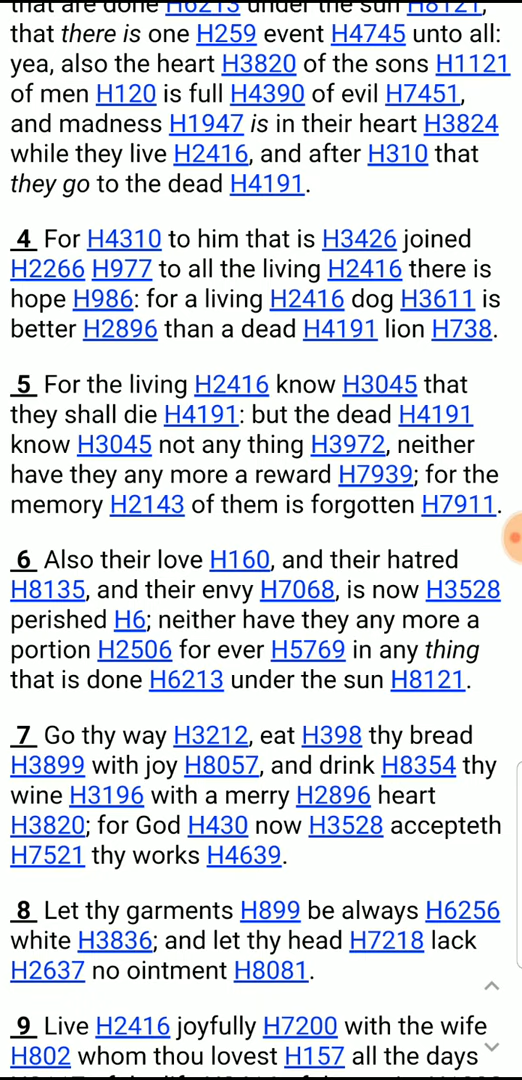 that are done H6213 under the sun H8121,
that there is one H259 event H4745 unto all:
yea, also the heart H3820 of the sons H1121
of men H120 is full H4390 of evil H7451,
and madness H1947 is in their heart H3824
while they live H2416, and after H310 that
they go to the dead H4191.
4 For H4310 to him that is H3426 joined
H2266 H977 to all the living H2416 there is
hope H986: for a living H2416 dog H3611 is
better H2896 than a dead H4191 lion H738.
5 For the living H2416 know H3045 that
they shall die H4191: but the dead H4191
know H3045 not any thing H3972, neither
have they any more a reward H7939; for the
memory H2143 of them is forgotten H7911.
6 Also their love H160, and their hatred
H8135, and their envy H7068, is now H3528
perished H6; neither have they any more a
portion H2506 for ever H5769 in any thing
that is done H6213 under the sun H8121.
7 Go thy way H3212, eat H398 thy bread
H3899 with joy H8057, and drink H8354 thy
wine H3196 with a merry H2896 heart
H3820; for God H430 now H3528 accepteth
H7521 thy works H4639.
8 Let thy garments H899 be always H6256
white H3836; and let thy head H7218 lack
H2637 no ointment H8081.
9 Live H2416 joyfully H7200 with the wife
H802 whom thou lovest H157 all the days